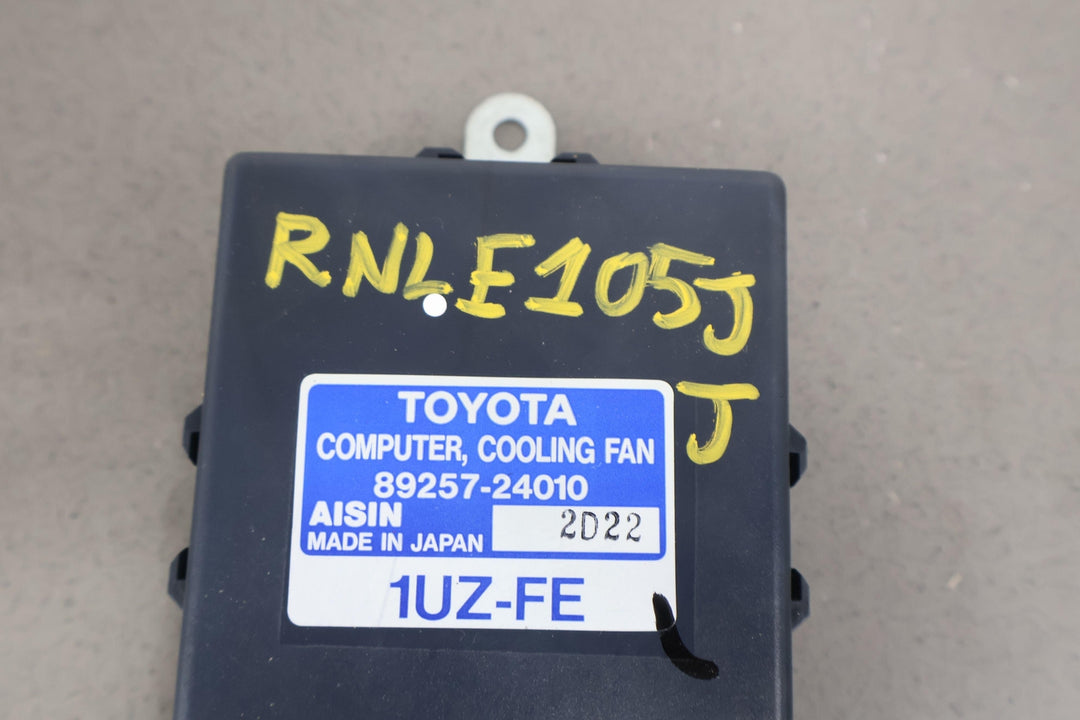 RNLE105J
J
TOYOTA
COMPUTER, COOLING FAN
89257-24010
AISIN 2D22
MADE IN JAPAN
1UZ-FE